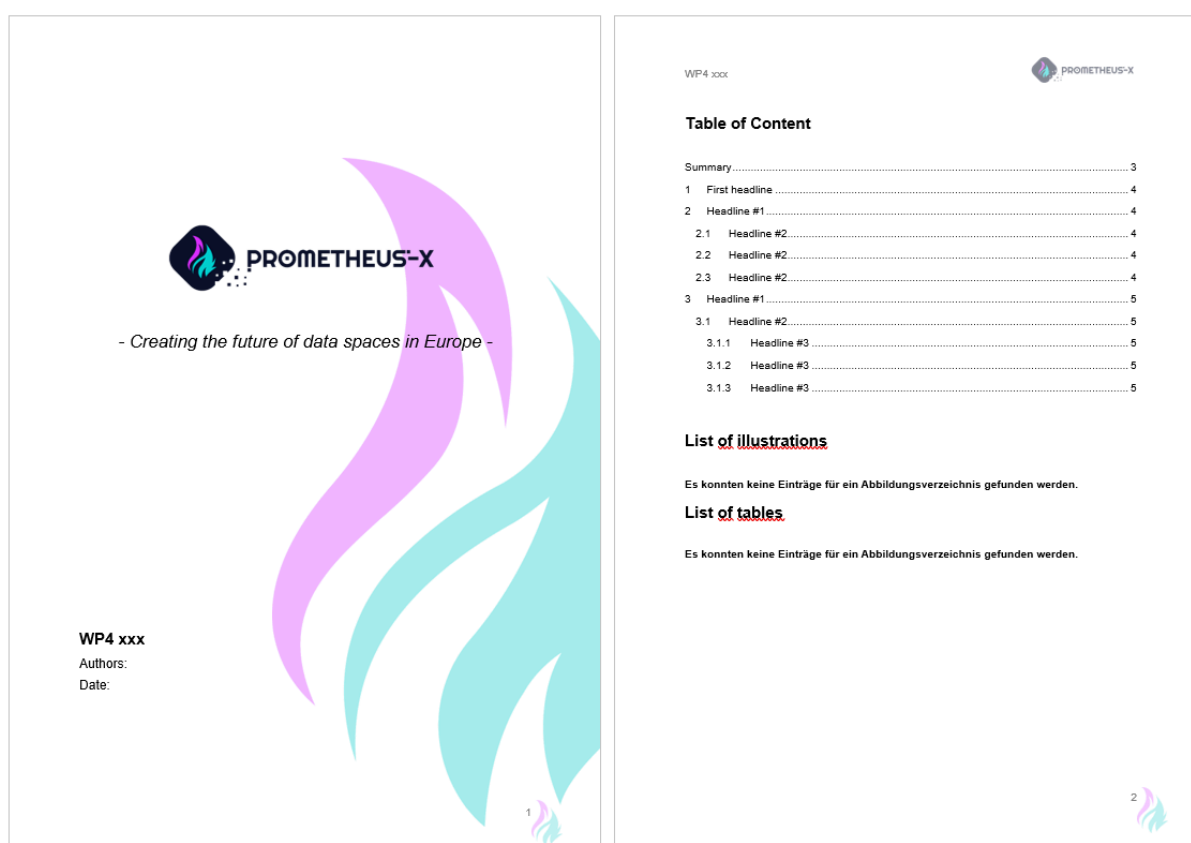 PROMETHEUS-X
- Creating the future of data spaces in Europe -
WP4 xxx
Authors:
Date:
1
WP4 xxx
PROMETHEUS-X
Table of Content
Summary 3
1 First headline 4
2 Headline #1 4
2.1 Headline #2 4
2.2 Headline #2 4
2.3 Headline #2 4
3 Headline #1 5
3.1 Headline #2 5
3.1.1 Headline #3 5
3.1.2 Headline #3 5
3.1.3 Headline #3 5
List of illustrations
Es konnten keine Einträge für ein Abbildungsverzeichnis gefunden werden.
List of tables
Es konnten keine Einträge für ein Abbildungsverzeichnis gefunden werden.
2